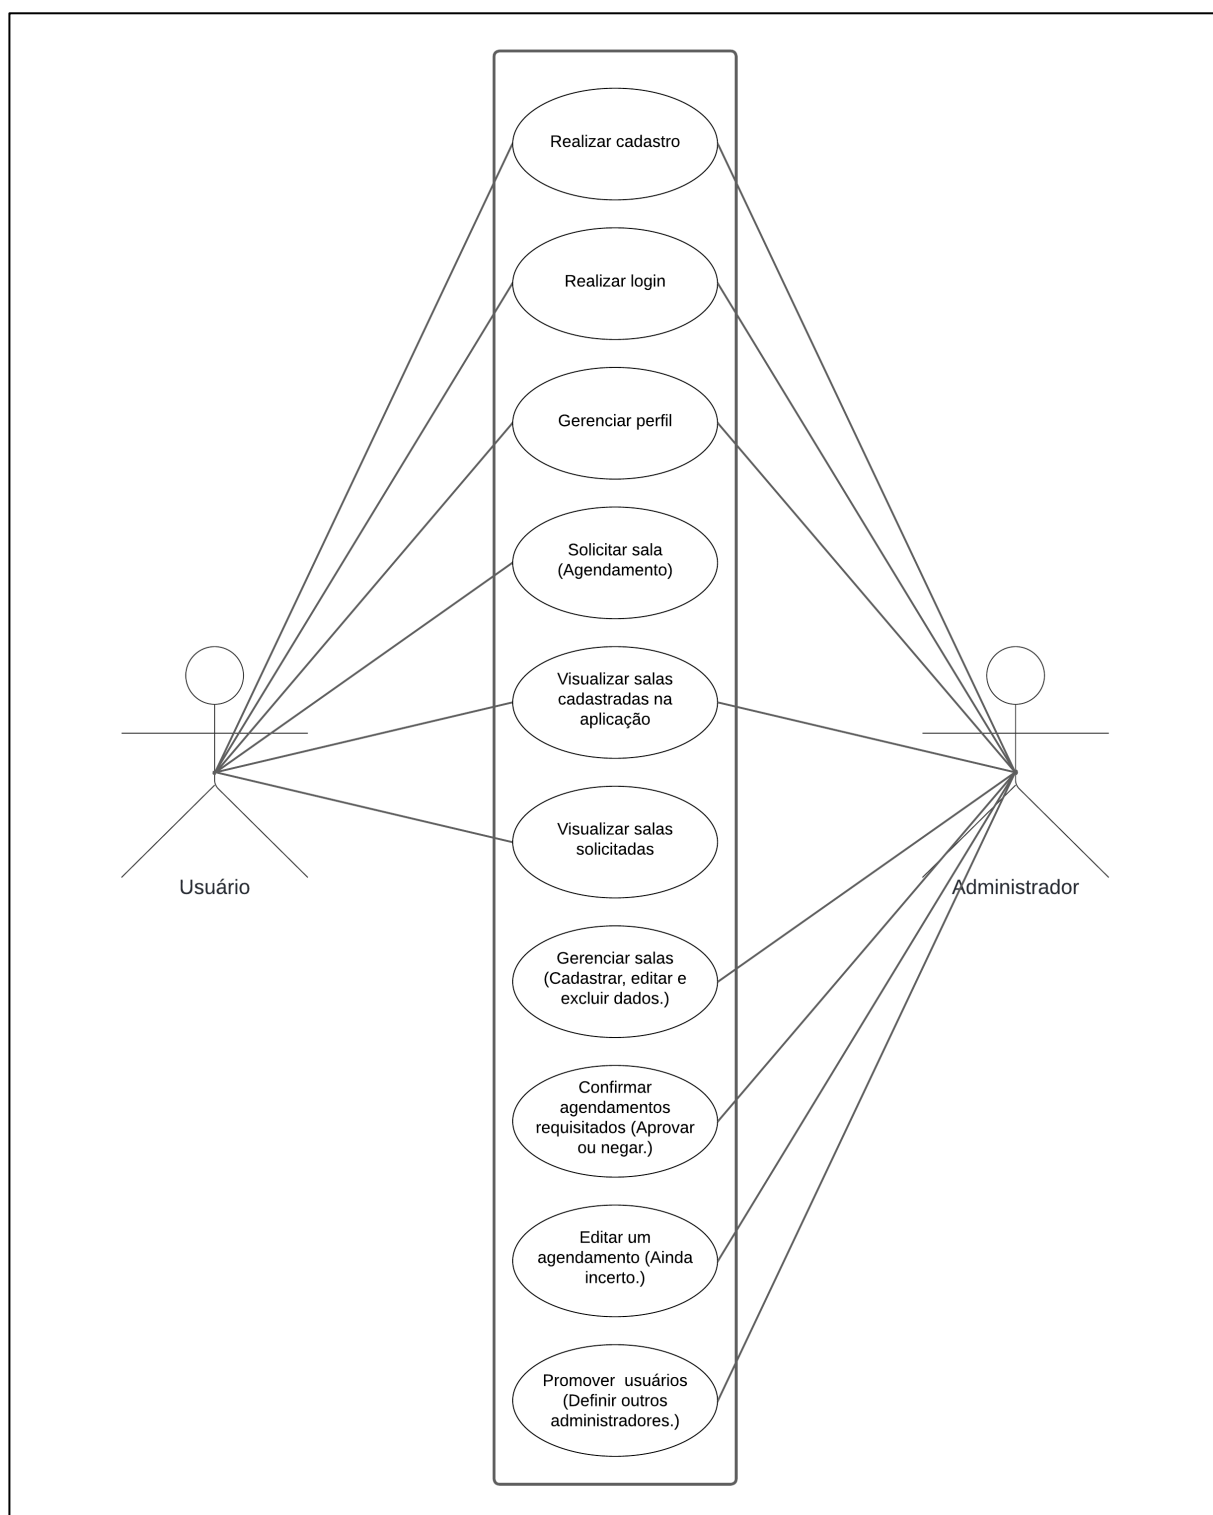 Realizar cadastro
Realizar login
Gerenciar perfil
Solicitar sala
(Agendamento)
Visualizar salas
cadastradas na
aplicação
Visualizar salas
solicitadas
Usuário
Administrador
Gerenciar salas
(Cadastrar, editar e
excluir dados.)
Confirmar
agendamentos
requisitados (Aprovar
ou negar.)
Editar um
agendamento (Ainda
incerto.)
Promover  usuários
(Definir outros
administradores.)